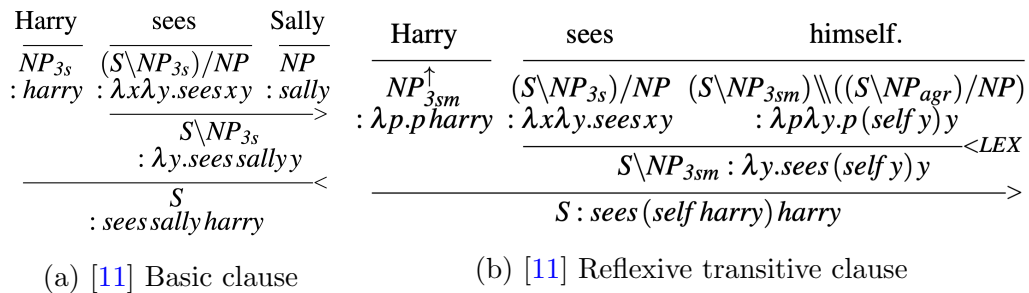 Harry sees Sally
NP₃ₛ (S\NP₃ₛ)/NP NP
: harry : λxλy.sees x y : sally
>
S\NP₃ₛ
: λy.sees sally y
<
S
: sees sally harry
(a) [11] Basic clause
Harry sees himself.
NP↑₃ₛₘ (S\NP₃ₛ)/NP (S\NP₃ₛₘ)\\((S\NP_agr)/NP)
: λp.p harry : λxλy.sees x y : λpλy.p (self y) y
<LEX
S\NP₃ₛₘ : λy.sees (self y) y
>
S : sees (self harry) harry
(b) [11] Reflexive transitive clause